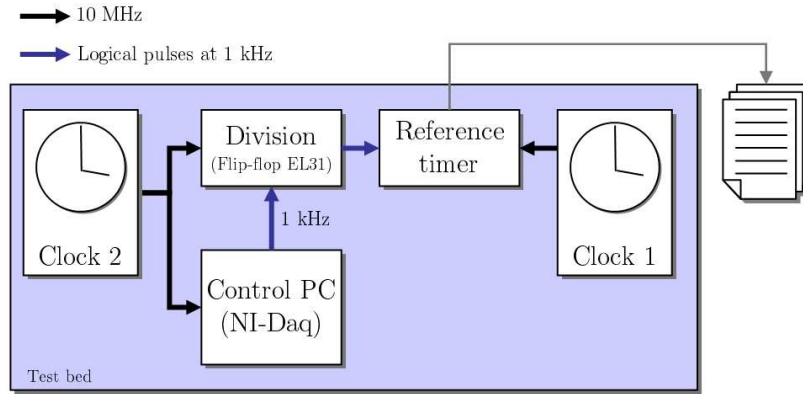 10 MHz
Logical pulses at 1 kHz
Division
(Flip-flop EL31)
Reference
timer
Clock 2
1 kHz
Clock 1
Control PC
(NI-Daq)
Test bed